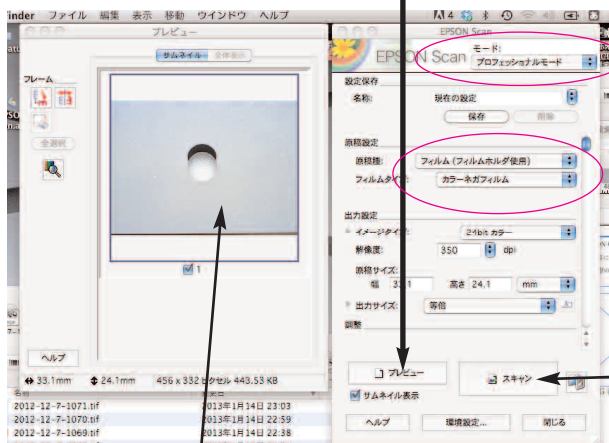 Finder ファイル 編集 表示 移動 ウインドウ ヘルプ
プレビュー
サムネイル 全体表示
フレーム
全選択
1
ヘルプ
33.1mm 24.1mm 456 x 332 ピクセル 443.53 KB
2012-12-7-1071.tif 2013年1月14日 23:03
2012-12-7-1070.tif 2013年1月14日 22:59
2012-12-7-1069.tif 2013年1月14日 22:38
EPSON Scan
EPSON Scan
モード:
プロフェッショナルモード
設定保存
名称: 現在の設定
保存 削除
原稿設定
原稿種: フィルム (フィルムホルダ使用)
フィルムタイプ: カラーネガフィルム
出力設定
イメージタイプ: 24bit カラー
解像度: 350 dpi
原稿サイズ:
幅 33.1 高さ 24.1 mm
出力サイズ: 等倍
調整
プレビュー
スキャン
サムネイル表示
ヘルプ 環境設定... 閉じる